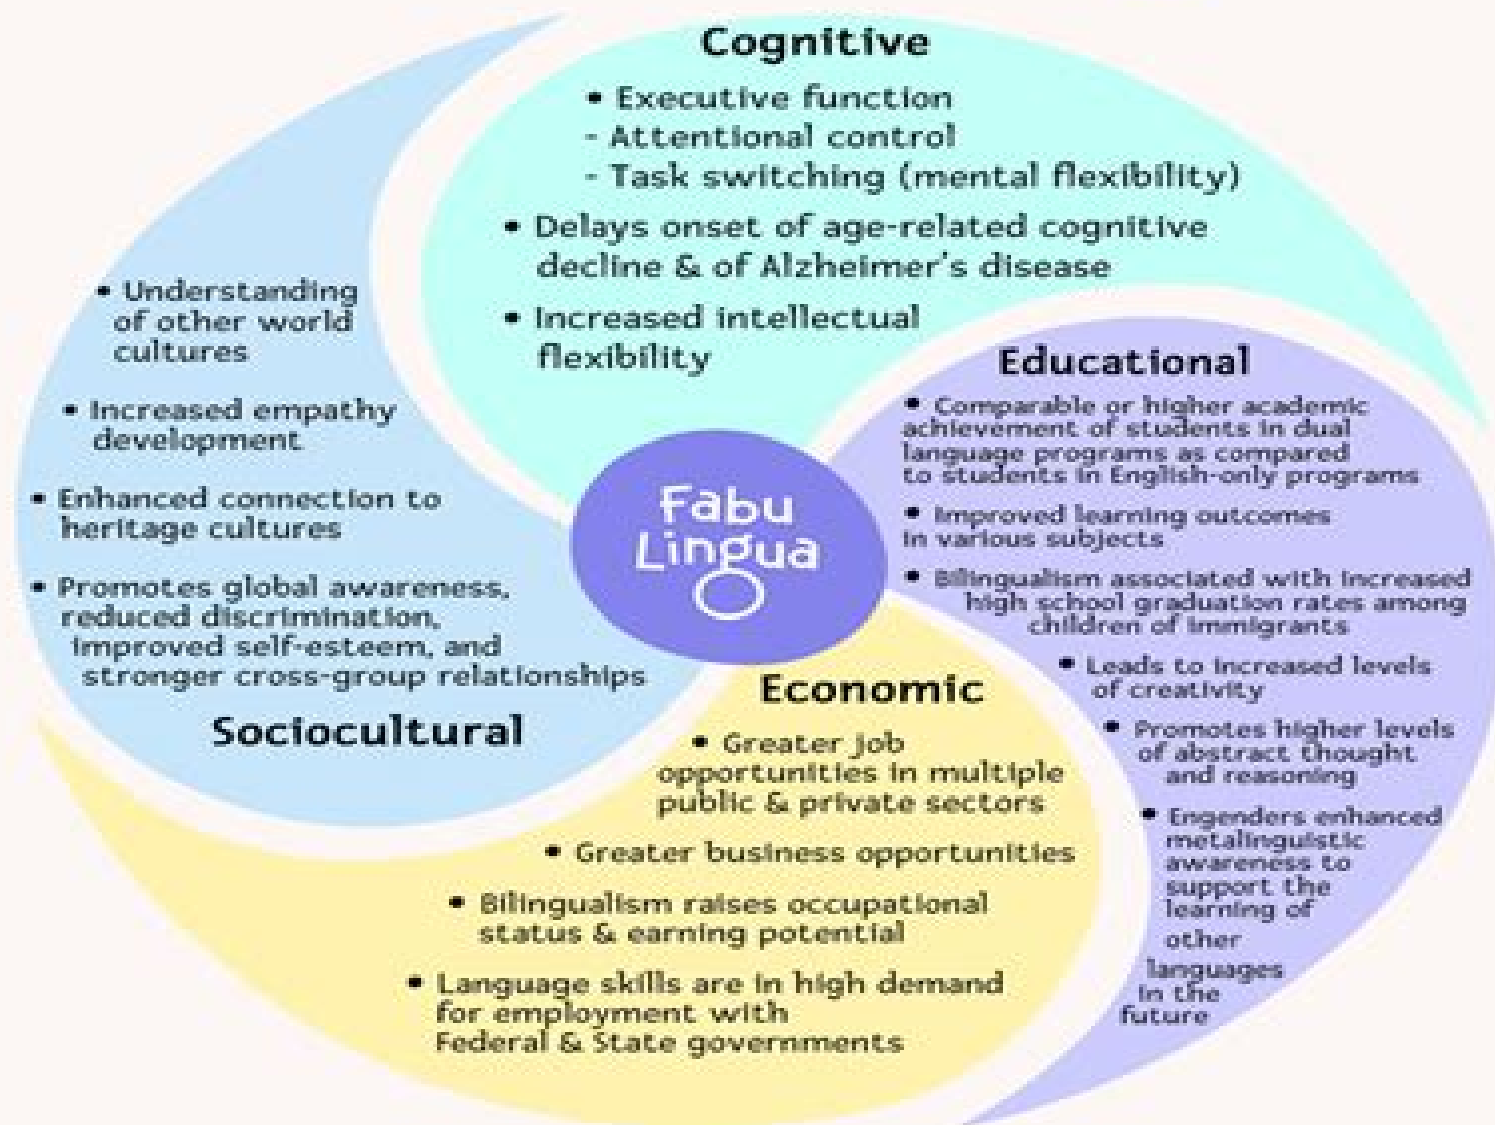 Cognitive
• Executive function
- Attentional control
- Task switching (mental flexibility)
• Delays onset of age-related cognitive
decline & of Alzheimer's disease
• Increased intellectual
flexibility
Educational
• Comparable or higher academic
achievement of students in dual
language programs as compared
to students in English-only programs
• Improved learning outcomes
in various subjects
• Bilingualism associated with increased
high school graduation rates among
children of immigrants
• Leads to increased levels
of creativity
• Promotes higher levels
of abstract thought
and reasoning
• Engenders enhanced
metalinguistic
awareness to
support the
learning of
other
languages
in the
future
Economic
• Greater job
opportunities in multiple
public & private sectors
• Greater business opportunities
• Bilingualism raises occupational
status & earning potential
• Language skills are in high demand
for employment with
Federal & State governments
• Understanding
of other world
cultures
• Increased empathy
development
• Enhanced connection to
heritage cultures
• Promotes global awareness,
reduced discrimination,
improved self-esteem, and
stronger cross-group relationships
Sociocultural
Fabu
Lingua